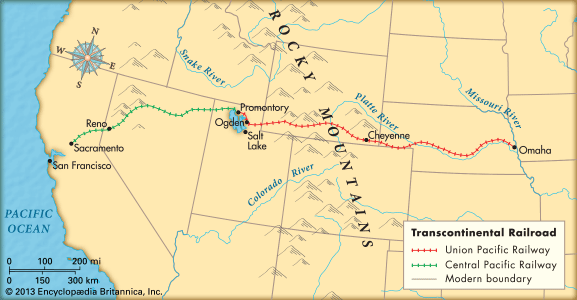 N
W
E
S
ROCKY MOUNTAINS
Snake River
Missouri River
Platte River
Promontory
Ogden
Salt
Lake
Reno
Sacramento
San Francisco
Cheyenne
Omaha
Colorado River
PACIFIC
OCEAN
Transcontinental Railroad
Union Pacific Railway
Central Pacific Railway
Modern boundary
0 100 200 mi
0 150 300 km
© 2013 Encyclopædia Britannica, Inc.